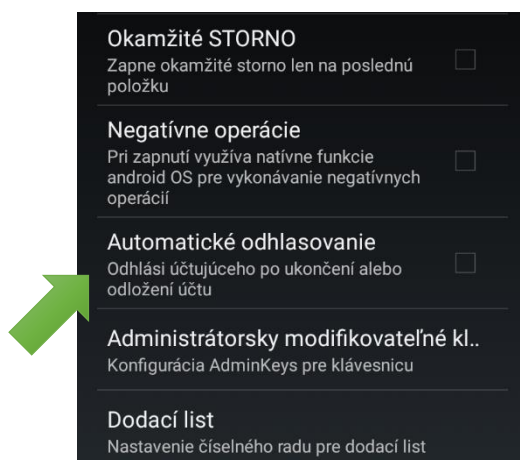 Okamžité STORNO
Zapne okamžité storno len na poslednú
položku
Negatívne operácie
Pri zapnutí využíva natívne funkcie
android OS pre vykonávanie negatívnych
operácií
Automatické odhlasovanie
Odhlási účtujúceho po ukončení alebo
odložení účtu
Administrátorsky modifikovateľné kl..
Konfigurácia AdminKeys pre klávesnicu
Dodací list
Nastavenie číselného radu pre dodací list